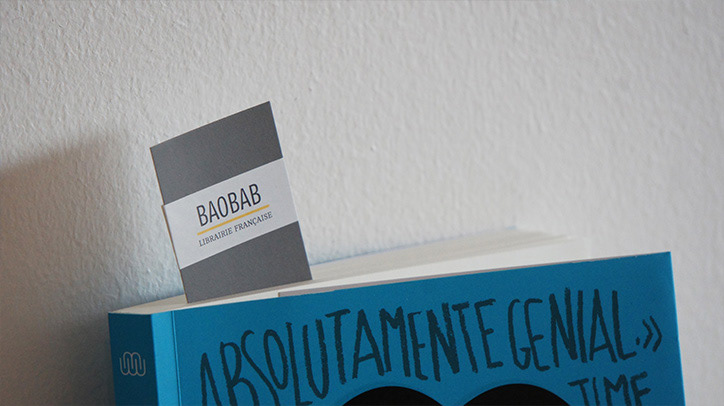 BAOBAB
LIBRAIRIE FRANÇAISE
ABSOLUTAMENTE GENIAL.»
TIME